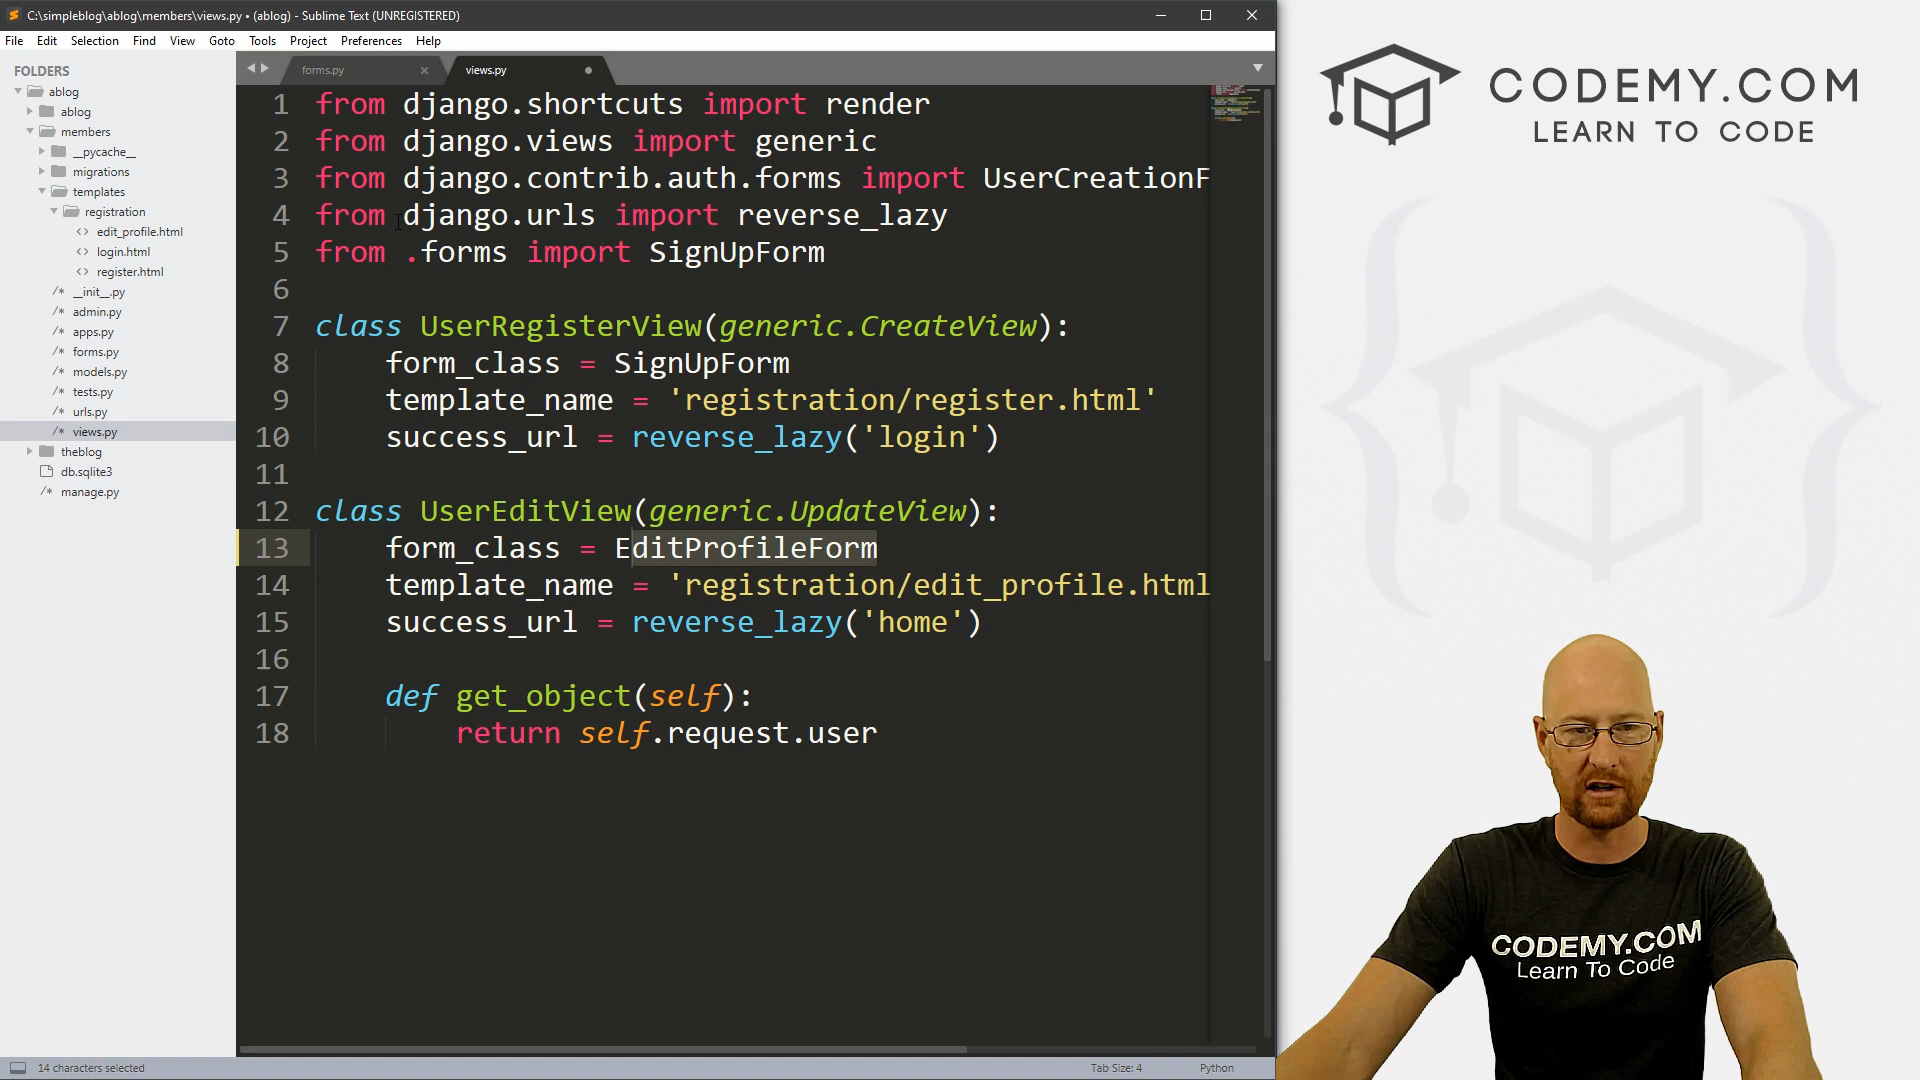 C:\simpleblog\ablog\members\views.py • (ablog) - Sublime Text (UNREGISTERED)
File Edit Selection Find View Goto Tools Project Preferences Help
FOLDERS
ablog
ablog
members
__pycache__
migrations
templates
registration
edit_profile.html
login.html
register.html
__init__.py
admin.py
apps.py
forms.py
models.py
tests.py
urls.py
views.py
theblog
db.sqlite3
manage.py
forms.py
views.py
1 from django.shortcuts import render
2 from django.views import generic
3 from django.contrib.auth.forms import UserCreationF
4 from django.urls import reverse_lazy
5 from .forms import SignUpForm
6
7 class UserRegisterView(generic.CreateView):
8 form_class = SignUpForm
9 template_name = 'registration/register.html'
10 success_url = reverse_lazy('login')
11
12 class UserEditView(generic.UpdateView):
13 form_class = EditProfileForm
14 template_name = 'registration/edit_profile.html
15 success_url = reverse_lazy('home')
16
17 def get_object(self):
18 return self.request.user
14 characters selected
Tab Size: 4
Python
CODEMY.COM
LEARN TO CODE
CODEMY.COM
Learn To Code